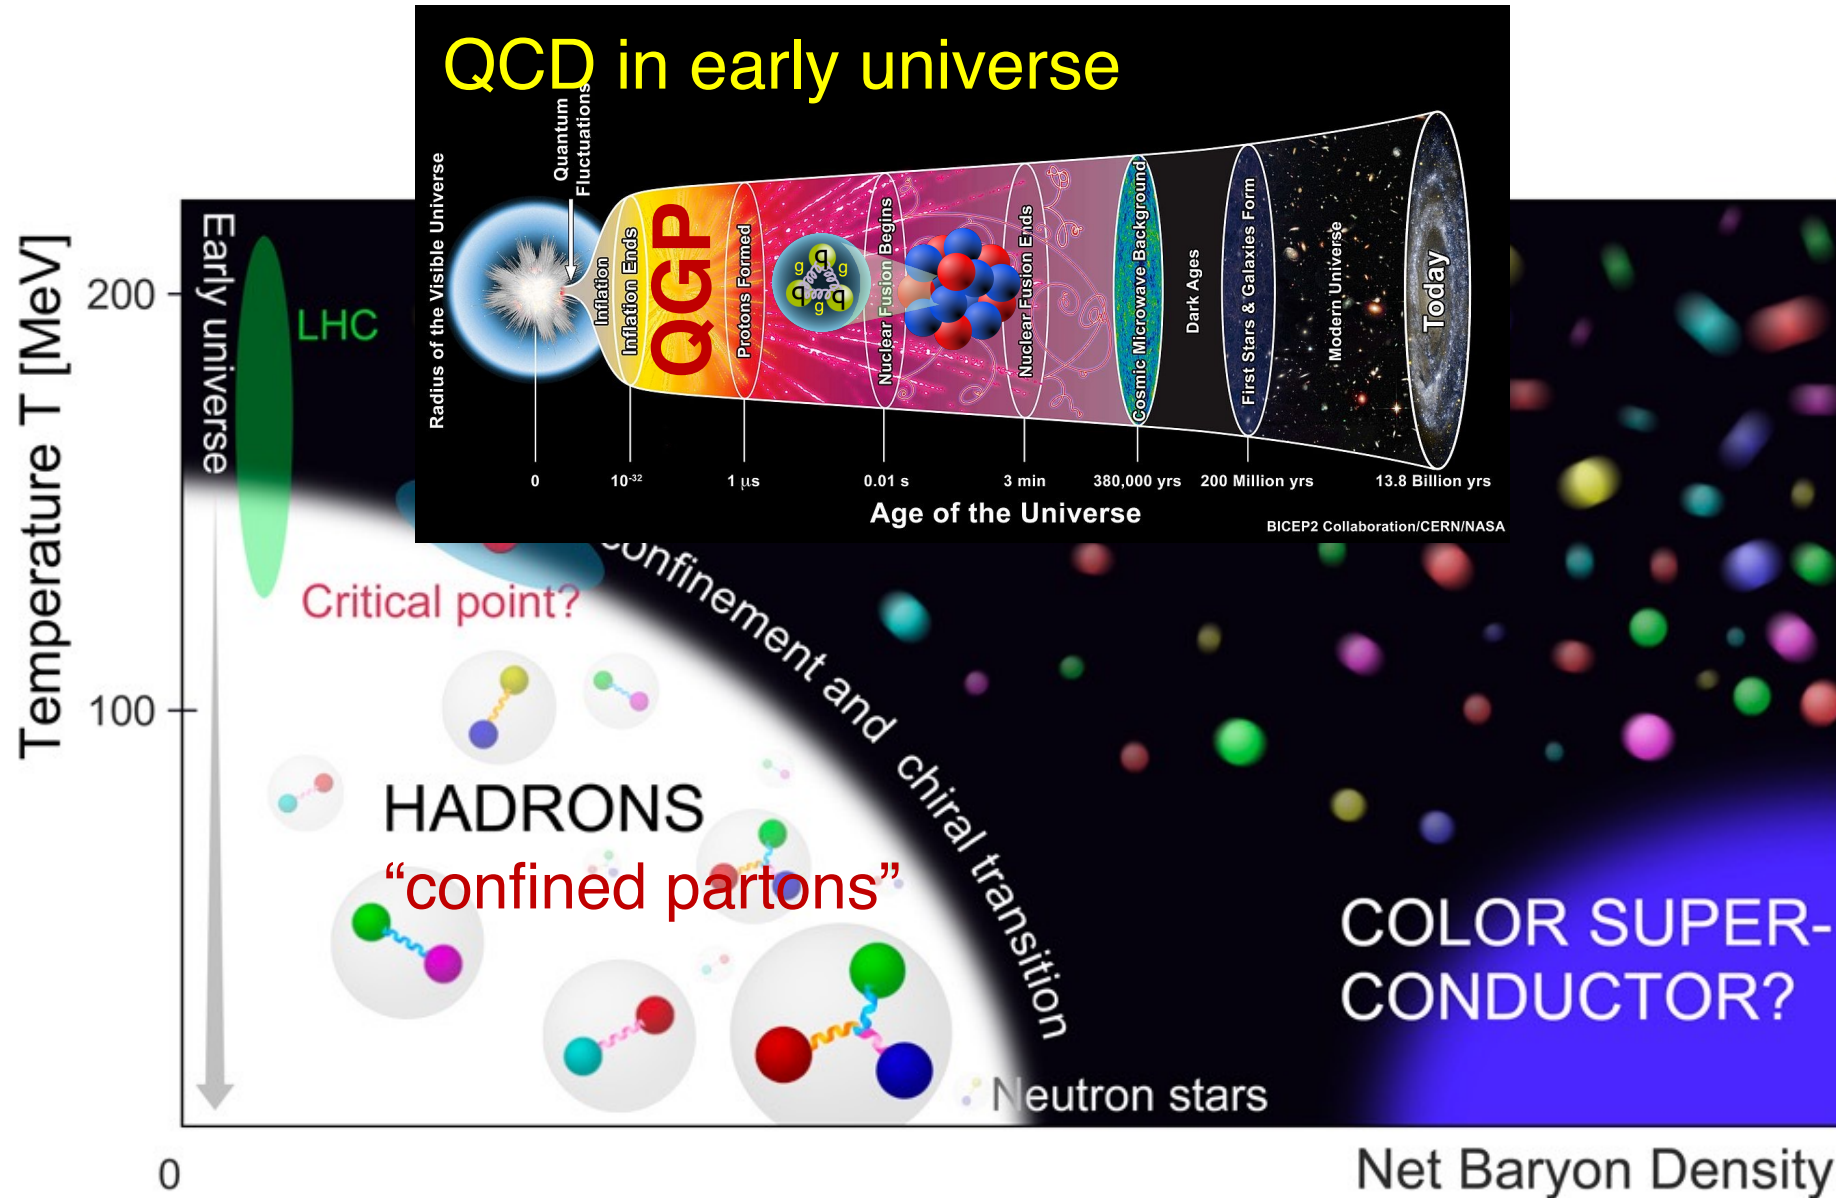 QCD in early universe
Radius of the Visible Universe
Quantum
Fluctuations
Inflation
Inflation Ends
QGP
Protons Formed
q
g
g
q
q
g
Nuclear Fusion Begins
Nuclear Fusion Ends
Cosmic Microwave Background
Dark Ages
First Stars & Galaxies Form
Modern Universe
Today
0
10-32
1 μs
0.01 s
3 min
380,000 yrs
200 Million yrs
13.8 Billion yrs
Age of the Universe
BICEP2 Collaboration/CERN/NASA
Temperature T [MeV]
200
100
0
Early universe
LHC
Critical point?
confinement and chiral transition
HADRONS
“confined partons”
COLOR SUPER-
CONDUCTOR?
Neutron stars
Net Baryon Density